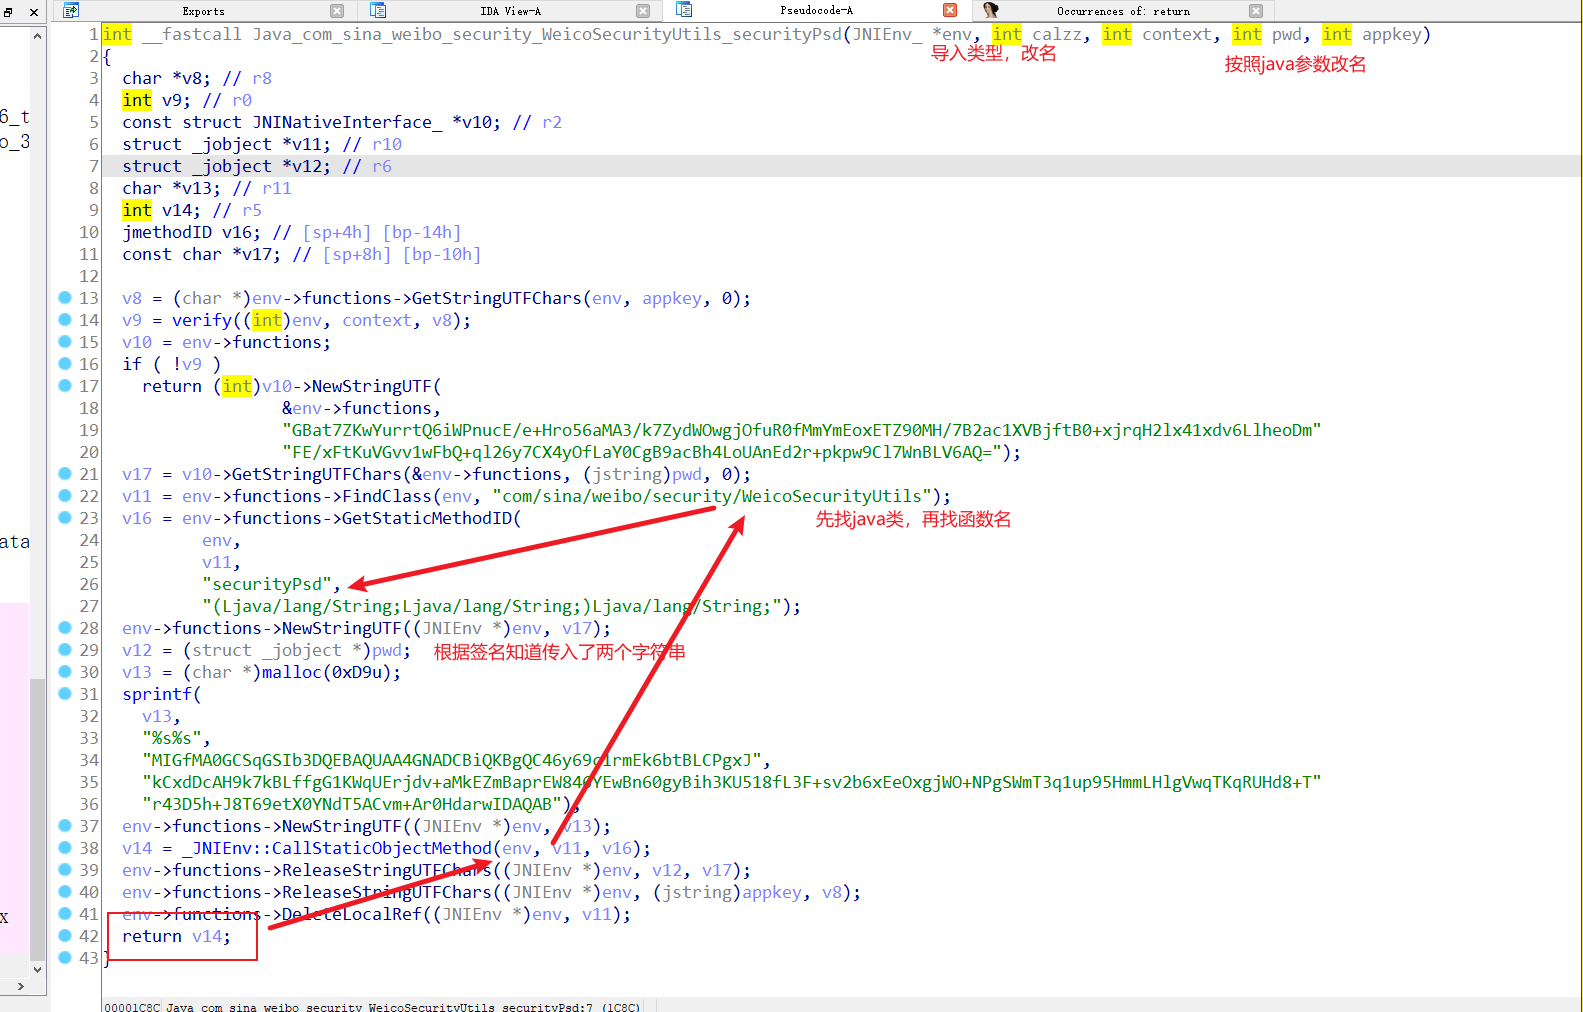 Exports
IDA View-A
Pseudocode-A
Occurrences of: return
6_t
o_3
ata
x
1 int __fastcall Java_com_sina_weibo_security_WeicoSecurityUtils_securityPsd(JNIEnv_ *env, int calzz, int context, int pwd, int appkey)
导入类型，改名
按照java参数改名
2 {
3 char *v8; // r8
4 int v9; // r0
5 const struct JNINativeInterface_ *v10; // r2
6 struct _jobject *v11; // r10
7 struct _jobject *v12; // r6
8 char *v13; // r11
9 int v14; // r5
10 jmethodID v16; // [sp+4h] [bp-14h]
11 const char *v17; // [sp+8h] [bp-10h]
12
13 v8 = (char *)env->functions->GetStringUTFChars(env, appkey, 0);
14 v9 = verify((int)env, context, v8);
15 v10 = env->functions;
16 if ( !v9 )
17 return (int)v10->NewStringUTF(
18 &env->functions,
19 "GBat7ZKwYurrtQ6iWPnucE/e+Hro56aMA3/k7ZydWOwgjOfuR0fMmYmEoxETZ90MH/7B2ac1XVBjftB0+xjrqH2lx41xdv6LlheoDm"
20 "FE/xFtKuVGvv1wFbQ+ql26y7CX4yOfLaY0CgB9acBh4LoUAnEd2r+pkpw9Cl7WnBLV6AQ=");
21 v17 = v10->GetStringUTFChars(&env->functions, (jstring)pwd, 0);
22 v11 = env->functions->FindClass(env, "com/sina/weibo/security/WeicoSecurityUtils");
23 v16 = env->functions->GetStaticMethodID(
先找java类，再找函数名
24 env,
25 v11,
26 "securityPsd",
27 "(Ljava/lang/String;Ljava/lang/String;)Ljava/lang/String;");
28 env->functions->NewStringUTF((JNIEnv *)env, v17);
29 v12 = (struct _jobject *)pwd;
根据签名知道传入了两个字符串
30 v13 = (char *)malloc(0xD9u);
31 sprintf(
32 v13,
33 "%s%s",
34 "MIGfMA0GCSqGSIb3DQEBAQUAA4GNADCBiQKBgQC46y69c1rmEk6btBLCPgxJ",
35 "kCxdDcAH9k7kBLffgG1KWqUErjdv+aMkEZmBaprEW846YEwBn60gyBih3KU518fL3F+sv2b6xEeOxgjWO+NPgSWmT3q1up95HmmLHlgVwqTKqRUHd8+T"
36 "r43D5h+J8T69etX0YNdT5ACvm+Ar0HdarwIDAQAB");
37 env->functions->NewStringUTF((JNIEnv *)env, v13);
38 v14 = _JNIEnv::CallStaticObjectMethod(env, v11, v16);
39 env->functions->ReleaseStringUTFChars((JNIEnv *)env, v12, v17);
40 env->functions->ReleaseStringUTFChars((JNIEnv *)env, (jstring)appkey, v8);
41 env->functions->DeleteLocalRef((JNIEnv *)env, v11);
42 return v14;
43 }
00001C8C Java_com_sina_weibo_security_WeicoSecurityUtils_securityPsd:7 (1C8C)